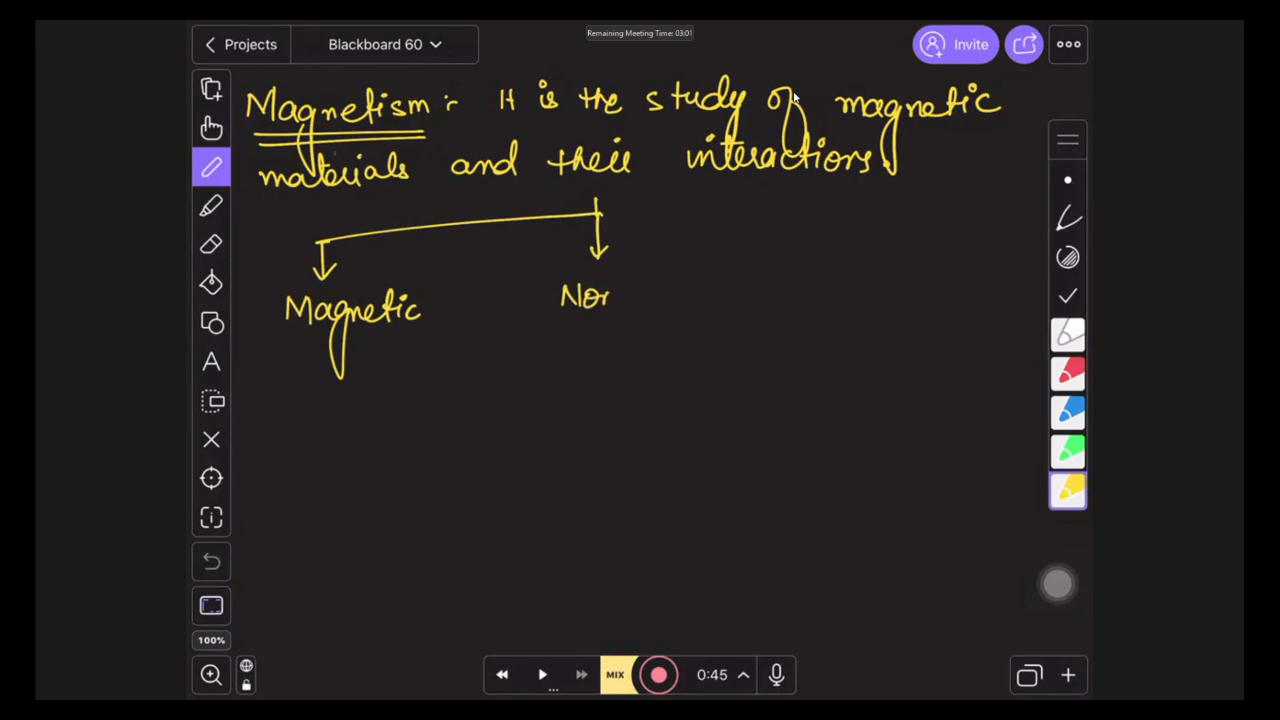 Remaining Meeting Time: 03:01
Projects
Blackboard 60
Invite
Magnetism :- It is the study of magnetic
materials and their interactions.
Magnetic Non
A
100%
MIX
0:45